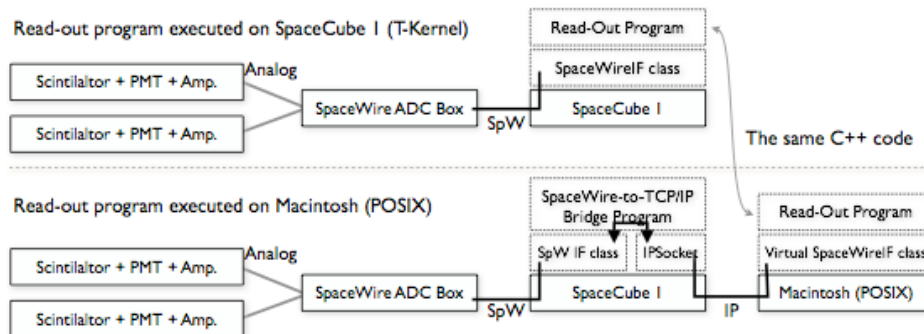 Read-out program executed on SpaceCube 1 (T-Kernel)
Read-Out Program
SpaceWireIF class
Analog
Scintilaltor + PMT + Amp.
SpaceWire ADC Box
SpW
SpaceCube 1
Scintilaltor + PMT + Amp.
The same C++ code
Read-out program executed on Macintosh (POSIX)
SpaceWire-to-TCP/IP
Bridge Program
Read-Out Program
Analog
SpW IF class
IPSocket
Virtual SpaceWireIF class
Scintilaltor + PMT + Amp.
SpaceWire ADC Box
SpW
SpaceCube 1
IP
Macintosh (POSIX)
Scintilaltor + PMT + Amp.